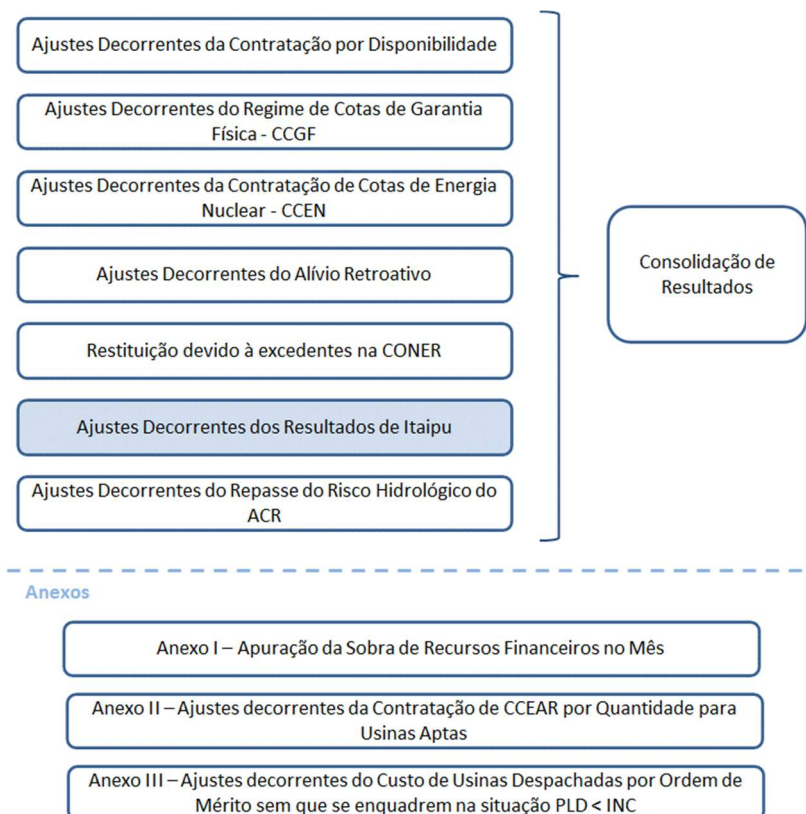 Ajustes Decorrentes da Contratação por Disponibilidade
Ajustes Decorrentes do Regime de Cotas de Garantia
Física - CCGF
Ajustes Decorrentes da Contratação de Cotas de Energia
Nuclear - CCEN
Ajustes Decorrentes do Alívio Retroativo
Restituição devido à excedentes na CONER
Ajustes Decorrentes dos Resultados de Itaipu
Ajustes Decorrentes do Repasse do Risco Hidrológico do
ACR
Consolidação de
Resultados
Anexos
Anexo I – Apuração da Sobra de Recursos Financeiros no Mês
Anexo II – Ajustes decorrentes da Contratação de CCEAR por Quantidade para
Usinas Aptas
Anexo III – Ajustes decorrentes do Custo de Usinas Despachadas por Ordem de
Mérito sem que se enquadrem na situação PLD < INC